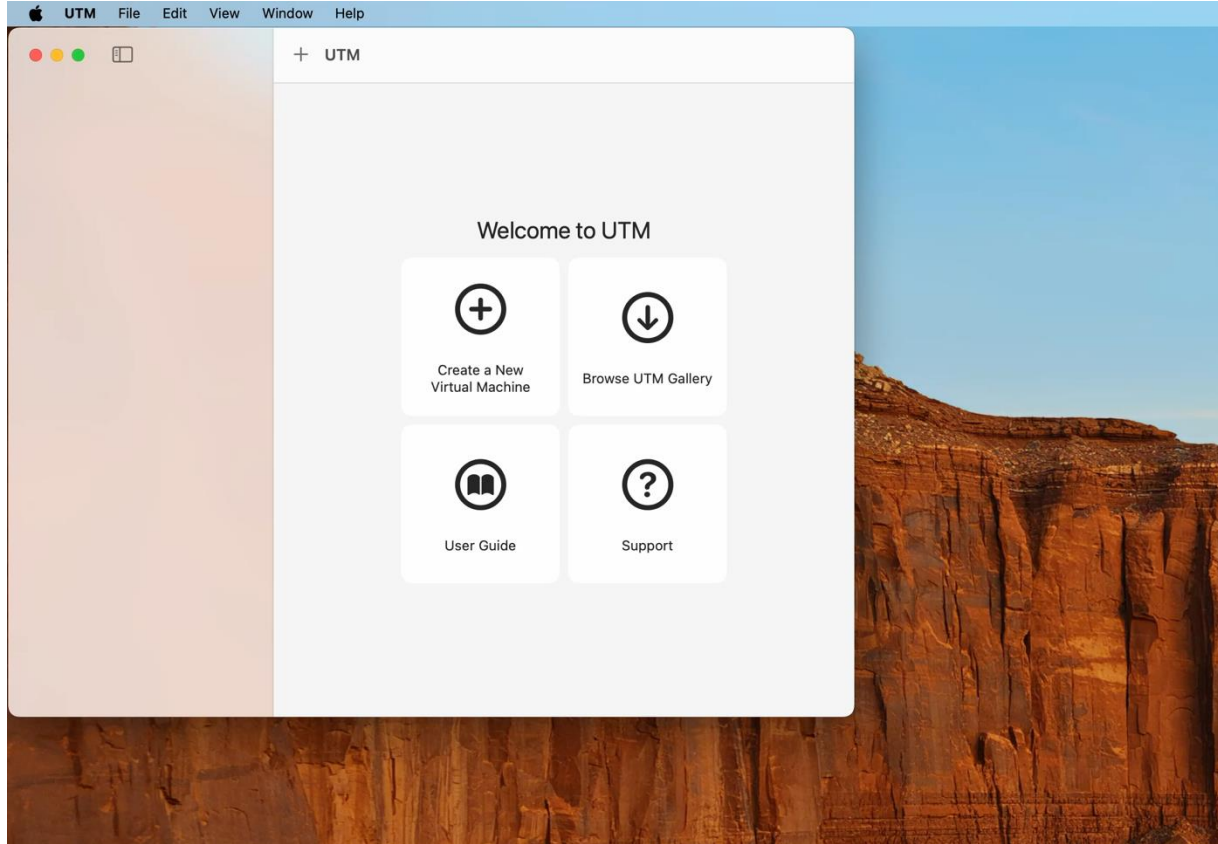 UTM File Edit View Window Help
UTM
Welcome to UTM
Create a New
Virtual Machine
Browse UTM Gallery
User Guide
Support